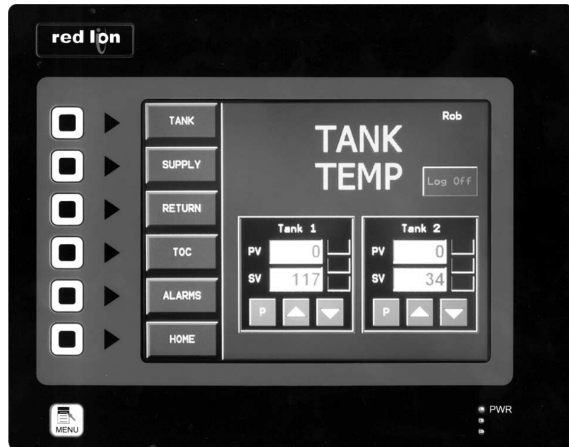 red lion
Rob
TANK
SUPPLY
RETURN
TOC
ALARMS
HOME
TANK
TEMP
Log Off
Tank 1
PV 0
SV 117
P
Tank 2
PV 0
SV 34
P
MENU
PWR